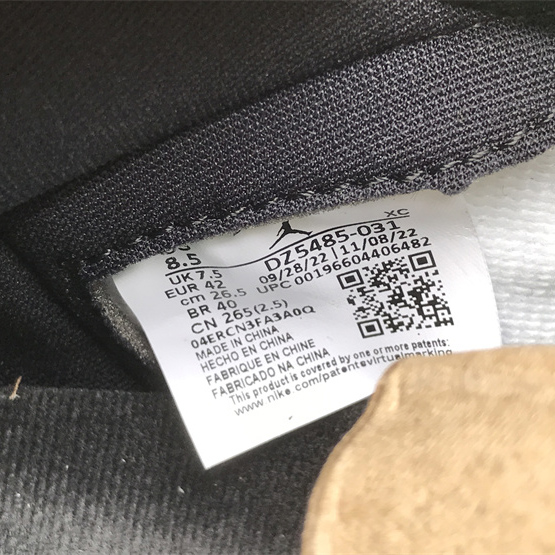 XC
8.5
DZ5485-031
UK 7.5
09/28/22 | 11/08/22
EUR 42
UPC 00196604406482
cm 26.5
BR 40
CN 265(2.5)
04ERCN3FA3A0Q
MADE IN CHINA
HECHO EN CHINA
FABRIQUE EN CHINE
FABRICADO NA CHINA
This product is covered by one or more patents:
www.nike.com/patentsvirtualmarking